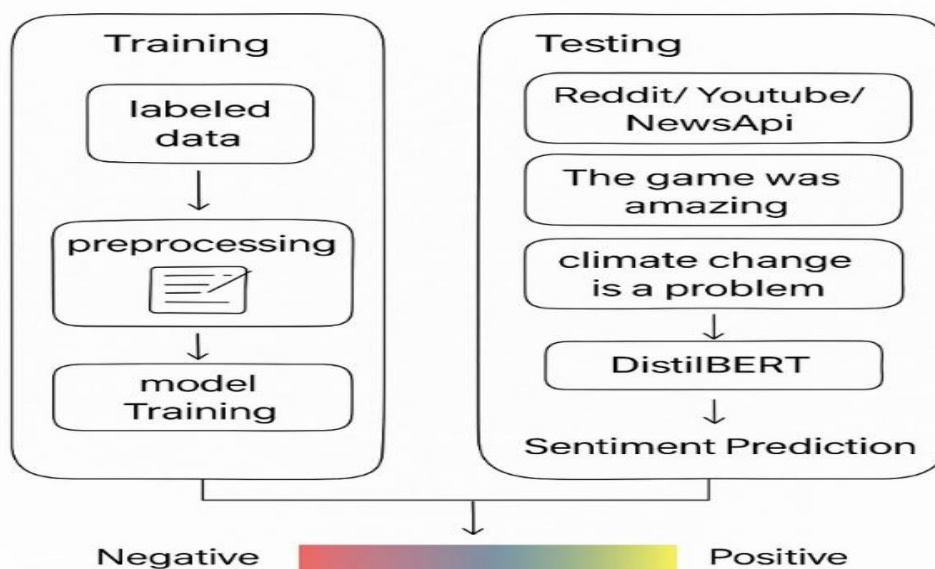 Training
labeled
data
preprocessing
model
Training
Testing
Reddit/ Youtube/
NewsApi
The game was
amazing
climate change
is a problem
DistilBERT
Sentiment Prediction
Negative
Positive